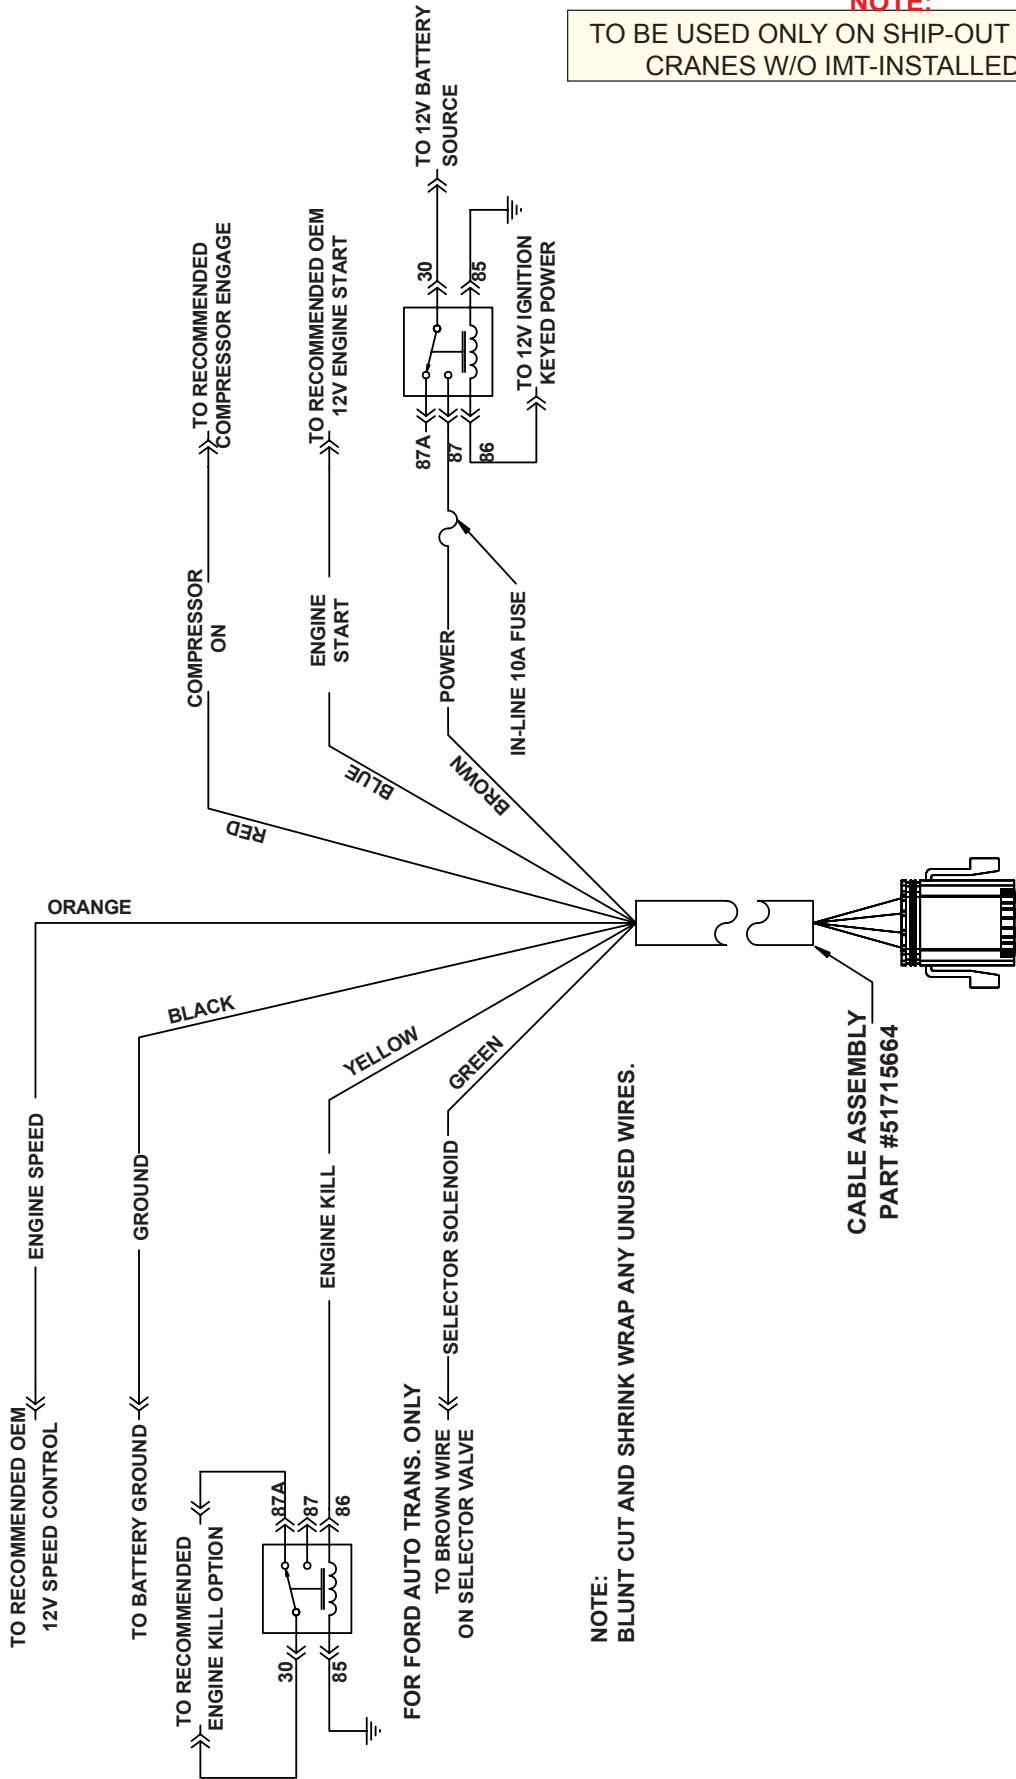 NOTE:
TO BE USED ONLY ON SHIP-OUT
CRANES W/O IMT-INSTALLED
TO RECOMMENDED OEM
12V SPEED CONTROL
ENGINE SPEED
ORANGE
TO BATTERY GROUND
GROUND
BLACK
TO RECOMMENDED
ENGINE KILL OPTION
87A
87
86
30
85
ENGINE KILL
YELLOW
FOR FORD AUTO TRANS. ONLY
TO BROWN WIRE
ON SELECTOR VALVE
SELECTOR SOLENOID
GREEN
RED
COMPRESSOR
ON
TO RECOMMENDED
COMPRESSOR ENGAGE
BLUE
ENGINE
START
TO RECOMMENDED OEM
12V ENGINE START
BROWN
POWER
IN-LINE 10A FUSE
87A
87
86
30
85
TO 12V BATTERY
SOURCE
TO 12V IGNITION
KEYED POWER
NOTE:
BLUNT CUT AND SHRINK WRAP ANY UNUSED WIRES.
CABLE ASSEMBLY
PART #51715664